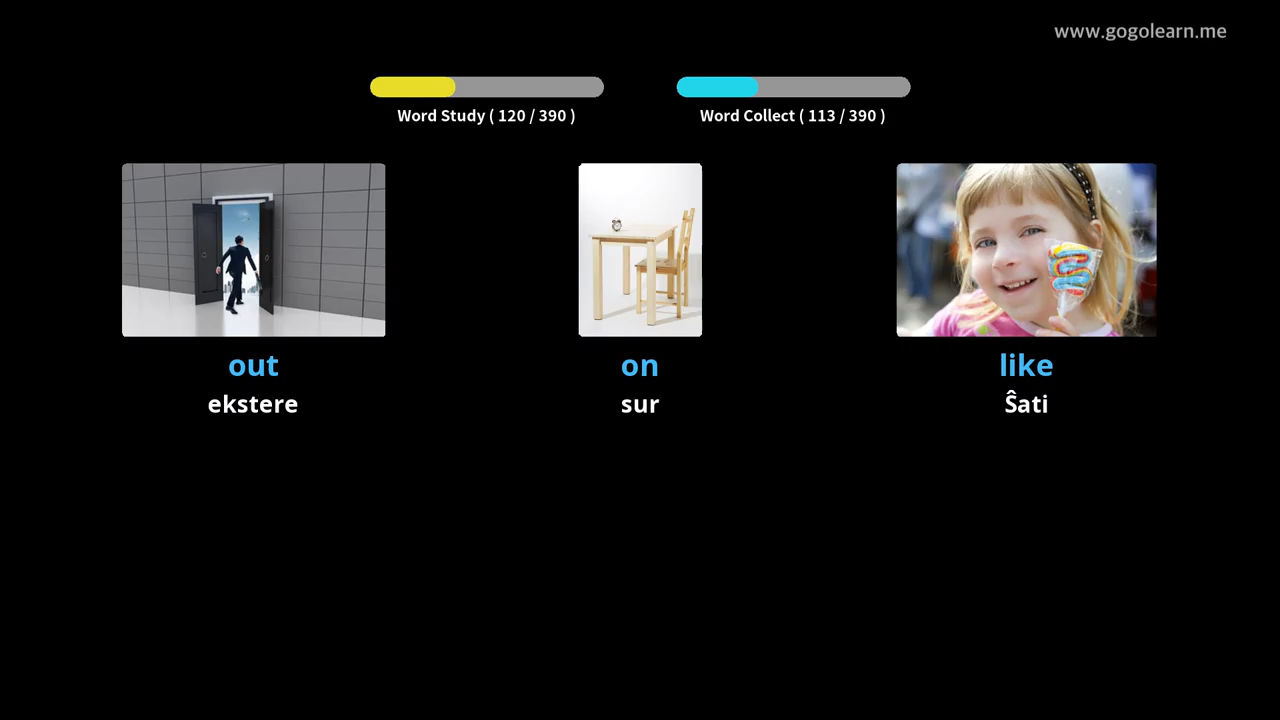 www.gogolearn.me
Word Study ( 120 / 390 )
Word Collect ( 113 / 390 )
out
on
like
ekstere
sur
Ŝati